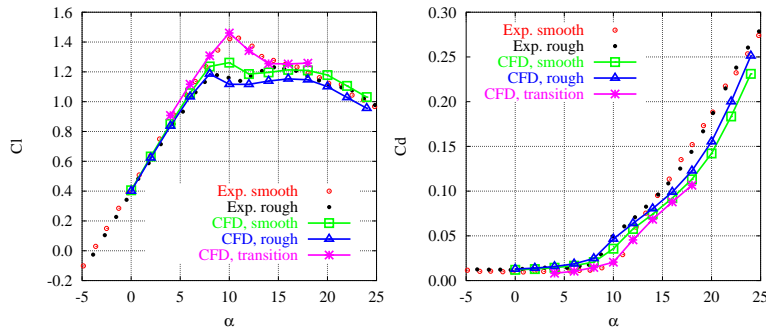 1.6
1.4
1.2
1.0
0.8
0.6
0.4
0.2
0.0
-0.2
Cl
-5 0 5 10 15 20 25
α
Exp. smooth
Exp. rough
CFD, smooth
CFD, rough
CFD, transition
0.30
0.25
0.20
0.15
0.10
0.05
0.00
Cd
-5 0 5 10 15 20 25
α
Exp. smooth
Exp. rough
CFD, smooth
CFD, rough
CFD, transition